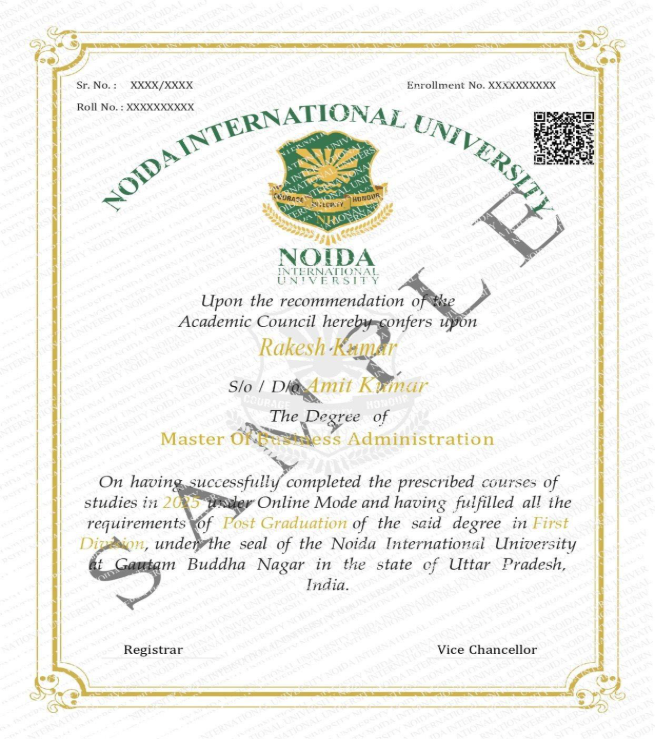 Sr. No. : XXXX/XXXX
Enrollment No. XXXXXXXXXX
Roll No. : XXXXXXXXXX
NOIDA INTERNATIONAL UNIVERSITY
COURAGE INTEGRITY HONOUR
NOIDA
INTERNATIONAL
UNIVERSITY
Upon the recommendation of the
Academic Council hereby confers upon
Rakesh Kumar
S/o / D/o Amit Kumar
The Degree of
Master Of Business Administration
On having successfully completed the prescribed courses of
studies in 2025 under Online Mode and having fulfilled all the
requirements of Post Graduation of the said degree in First
Division, under the seal of the Noida International University
at Gautam Buddha Nagar in the state of Uttar Pradesh,
India.
SAMPLE
Registrar
Vice Chancellor